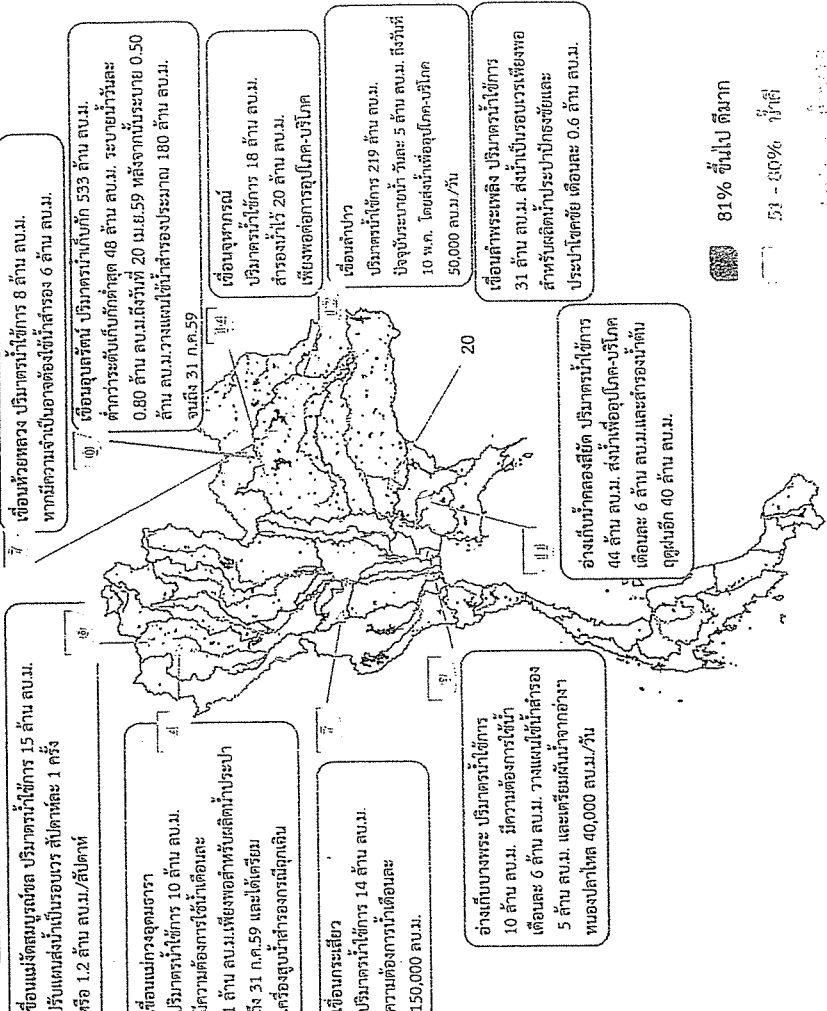 เขื่อนแม่งัดสมบูรณ์ชล ปริมาตรน้ำใช้การ 15 ล้าน ลบ.ม.
ปรับแผนส่งน้ำเป็นรอบเวร สัปดาห์ละ 1 ครั้ง
หรือ 1.2 ล้าน ลบ.ม./สัปดาห์
เขื่อนแม่กวงอุดมธารา
ปริมาตรน้ำใช้การ 10 ล้าน ลบ.ม.
มีความต้องการใช้น้ำเดือนละ
1 ล้าน ลบ.ม.เพียงพอสำหรับผลิตน้ำประปา
ถึง 31 ก.ค.59 และได้เตรียม
เครื่องสูบน้ำสำรองกรณีฉุกเฉิน
เขื่อนกระเสียว
ปริมาตรน้ำใช้การ 14 ล้าน ลบ.ม.
ความต้องการน้ำเดือนละ
150,000 ลบ.ม.
อ่างเก็บบางพระ ปริมาตรน้ำใช้การ
10 ล้าน ลบ.ม. มีความต้องการใช้น้ำ
เดือนละ 6 ล้าน ลบ.ม. วางแผนใช้น้ำสำรอง
5 ล้าน ลบ.ม. และเตรียมผันน้ำจากอ่างฯ
หนองปลาไหล 40,000 ลบ.ม./วัน
เขื่อนห้วยหลวง ปริมาตรน้ำใช้การ 8 ล้าน ลบ.ม.
หากมีความจำเป็นอาจต้องใช้น้ำสำรอง 6 ล้าน ลบ.ม.
เขื่อนอุบลรัตน์ ปริมาตรน้ำเก็บกัก 533 ล้าน ลบ.ม.
ต่ำกว่าระดับเก็บกักต่ำสุด 48 ล้าน ลบ.ม. ระบายน้ำวันละ
0.80 ล้าน ลบ.ม.ถึงวันที่ 20 เม.ย.59 หลังจากนั้นระบาย 0.50
ล้าน ลบ.ม.วางแผนใช้น้ำสำรองประมาณ 180 ล้าน ลบ.ม.
จนถึง 31 ก.ค.59
เขื่อนจุฬาภรณ์
ปริมาตรน้ำใช้การ 18 ล้าน ลบ.ม.
สำรองน้ำไว้ 20 ล้าน ลบ.ม.
เพียงพอต่อการอุปโภค-บริโภค
เขื่อนลำปาว
ปริมาตรน้ำใช้การ 219 ล้าน ลบ.ม.
ปัจจุบันระบายน้ำ วันละ 5 ล้าน ลบ.ม. ถึงวันที่
10 พ.ค. โดยส่งน้ำเพื่ออุปโภค-บริโภค
50,000 ลบ.ม./วัน
เขื่อนลำพระเพลิง ปริมาตรน้ำใช้การ
31 ล้าน ลบ.ม. ส่งน้ำเป็นรอบเวรเพียงพอ
สำหรับผลิตน้ำประปาปักธงชัยและ
ประปาโชคชัย เดือนละ 0.6 ล้าน ลบ.ม.
20
อ่างเก็บน้ำคลองสียัด ปริมาตรน้ำใช้การ
44 ล้าน ลบ.ม. ส่งน้ำเพื่ออุปโภค-บริโภค
เดือนละ 6 ล้าน ลบ.ม.และสำรองน้ำต้น
ฤดูฝนอีก 40 ล้าน ลบ.ม.
81% ขึ้นไป ดีมาก
51 - 80%